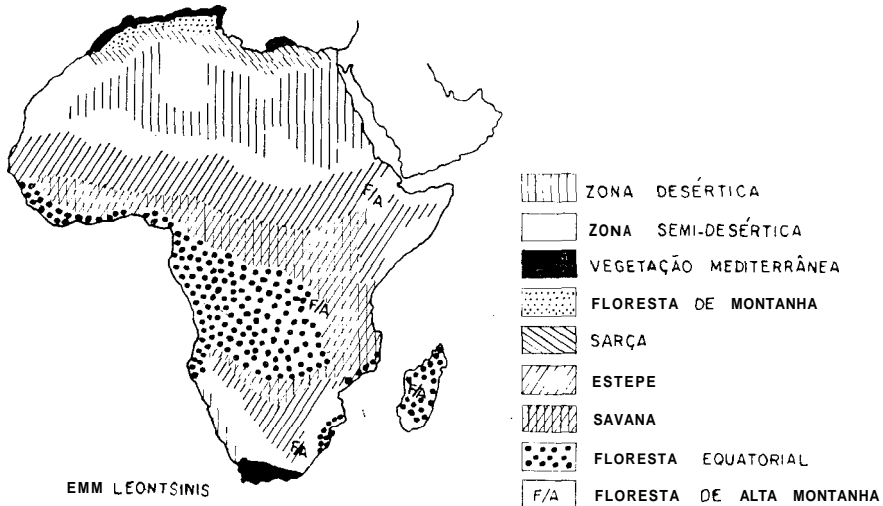 F/A
F/A
F/A
F/A
EMM LEONTSINIS
ZONA DESÉRTICA
ZONA SEMI-DESÉRTICA
VEGETAÇÃO MEDITERRÂNEA
FLORESTA DE MONTANHA
SARÇA
ESTEPE
SAVANA
FLORESTA EQUATORIAL
F/A FLORESTA DE ALTA MONTANHA